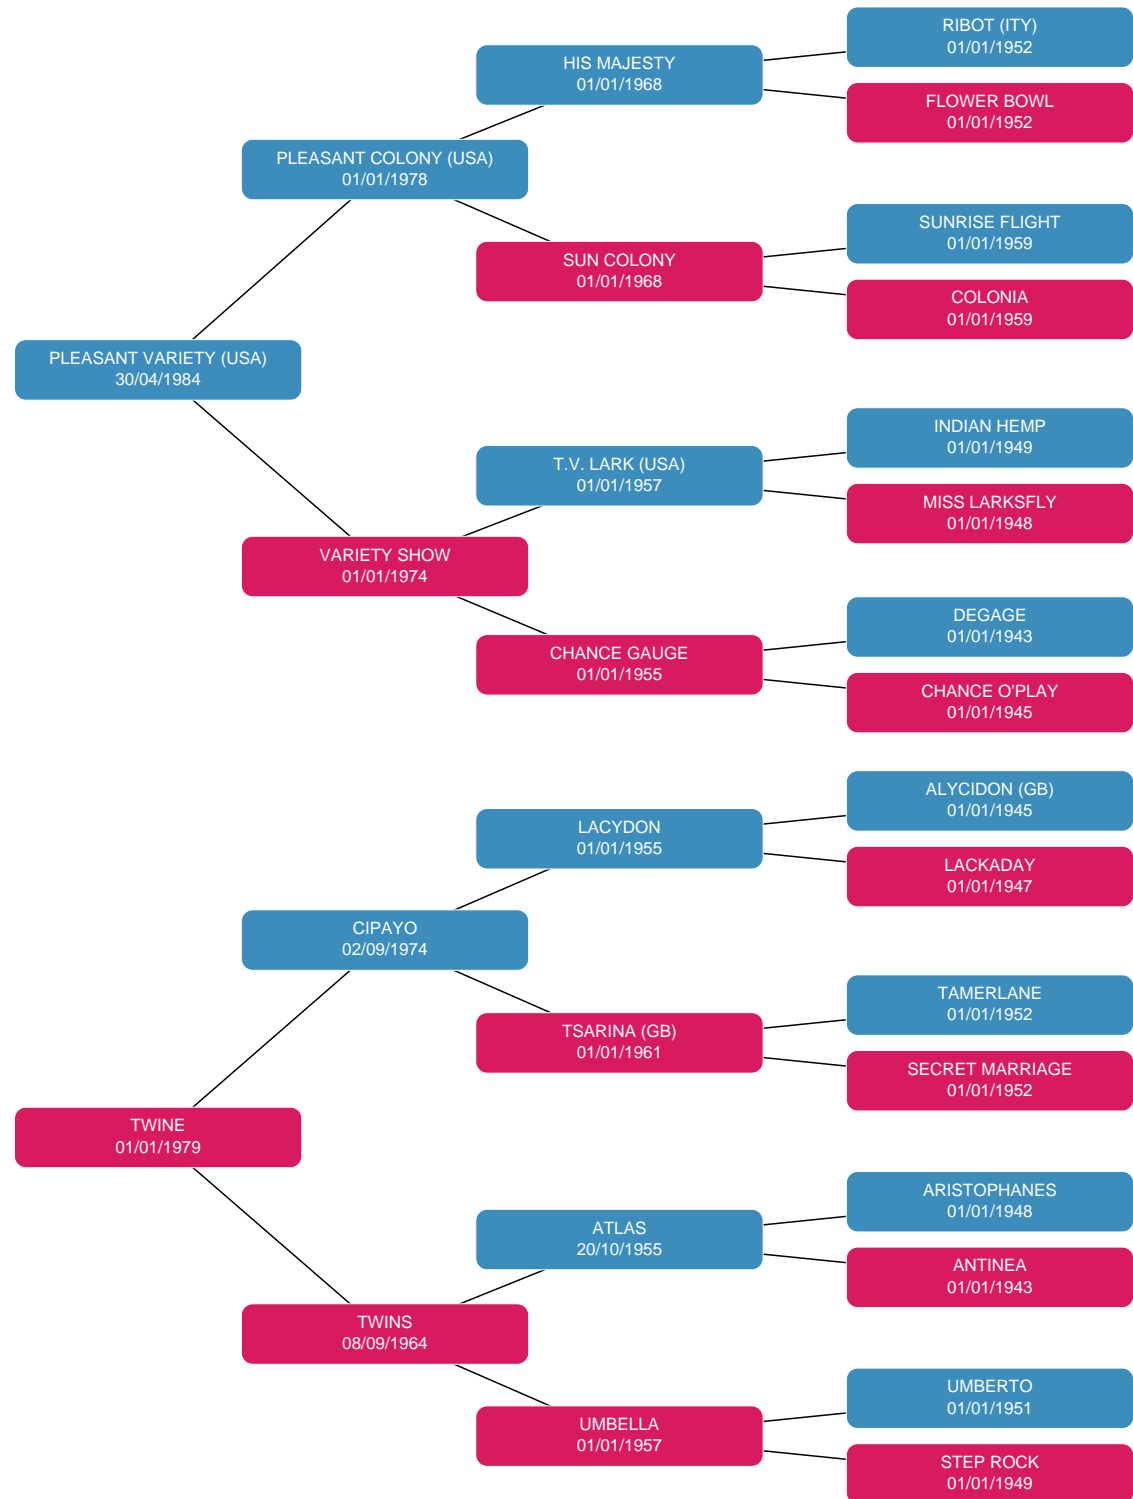 RIBOT (ITY)
01/01/1952
HIS MAJESTY
01/01/1968
FLOWER BOWL
01/01/1952
PLEASANT COLONY (USA)
01/01/1978
SUNRISE FLIGHT
01/01/1959
SUN COLONY
01/01/1968
COLONIA
01/01/1959
PLEASANT VARIETY (USA)
30/04/1984
INDIAN HEMP
01/01/1949
T.V. LARK (USA)
01/01/1957
MISS LARKSFLY
01/01/1948
VARIETY SHOW
01/01/1974
DEGAGE
01/01/1943
CHANCE GAUGE
01/01/1955
CHANCE O'PLAY
01/01/1945
ALYCIDON (GB)
01/01/1945
LACYDON
01/01/1955
LACKADAY
01/01/1947
CIPAYO
02/09/1974
TAMERLANE
01/01/1952
TSARINA (GB)
01/01/1961
SECRET MARRIAGE
01/01/1952
TWINE
01/01/1979
ARISTOPHANES
01/01/1948
ATLAS
20/10/1955
ANTINEA
01/01/1943
TWINS
08/09/1964
UMBERTO
01/01/1951
UMBELLA
01/01/1957
STEP ROCK
01/01/1949